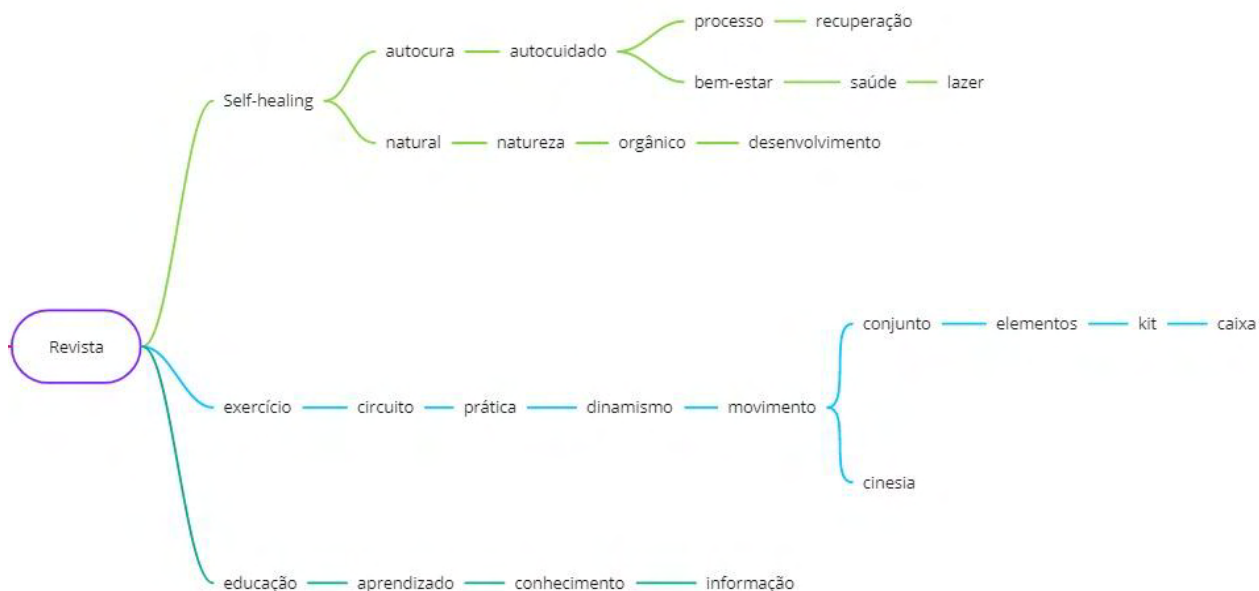 processo recuperação
autocura autocuidado
bem-estar saúde lazer
Self-healing
natural natureza orgânico desenvolvimento
conjunto elementos kit caixa
Revista
exercício circuito prática dinamismo movimento
cinesia
educação aprendizado conhecimento informação